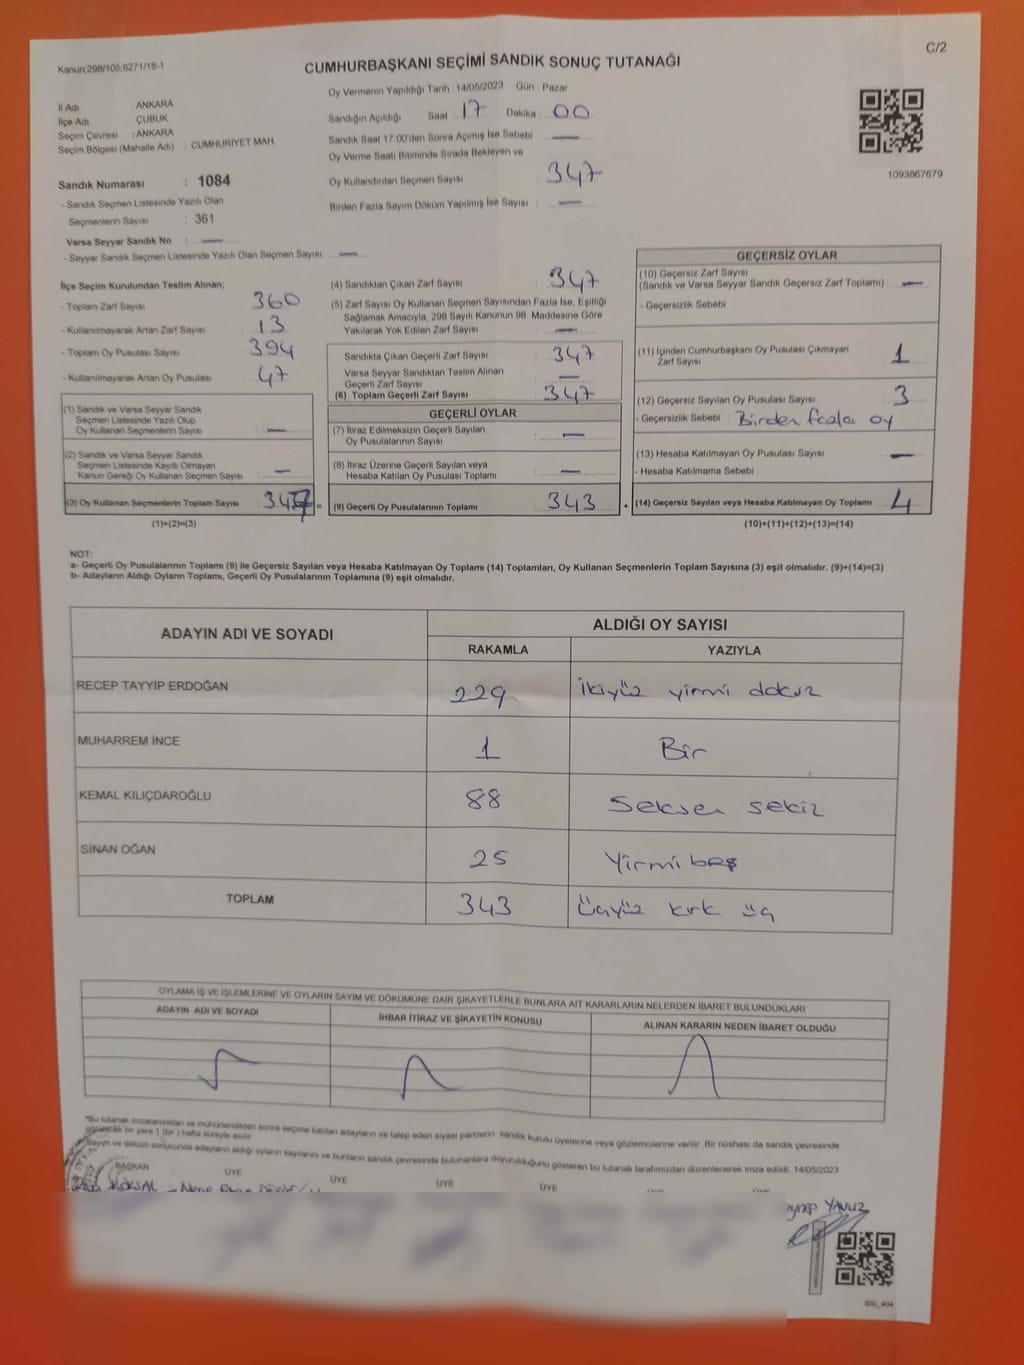 C/2
Kanun:298/105,6271/18-1
CUMHURBAŞKANI SEÇİMİ SANDIK SONUÇ TUTANAĞI
İl Adı : ANKARA
İlçe Adı : ÇUBUK
Seçim Çevresi : ANKARA
Seçim Bölgesi (Mahalle Adı) : CUMHURİYET MAH.
Sandık Numarası : 1084
- Sandık Seçmen Listesinde Yazılı Olan
Seçmenlerin Sayısı : 361
Varsa Seyyar Sandık No : —
- Seyyar Sandık Seçmen Listesinde Yazılı Olan Seçmen Sayısı: —
Oy Vermenin Yapıldığı Tarih :14/05/2023 Gün : Pazar
Sandığın Açıldığı Saat : 17 Dakika : 00
Sandık Saat 17:00'den Sonra Açımış İse Sebebi : —
Oy Verme Saati Bitiminde Sırada Bekleyen ve
Oy Kullandırılan Seçmen Sayısı : 347
Birden Fazla Sayım Döküm Yapılmış İse Sayısı : —
1093867679
İlçe Seçim Kurulundan Teslim Alınan;
- Toplam Zarf Sayısı : 360
- Kullanılmayarak Artan Zarf Sayısı : 13
- Toplam Oy Pusulası Sayısı : 394
- Kullanılmayarak Artan Oy Pusulası : 47
(1) Sandık ve Varsa Seyyar Sandık
Seçmen Listesinde Yazılı Olup
Oy Kullanan Seçmenlerin Sayısı : —
(2) Sandık ve Varsa Seyyar Sandık
Seçmen Listesinde Kayıtlı Olmayan
Kanun Gereği Oy Kullanan Seçmen Sayısı : —
(3) Oy Kullanan Seçmenlerin Toplam Sayısı : 347 =
(1)+(2)=(3)
(4) Sandıktan Çıkan Zarf Sayısı : 347
(5) Zarf Sayısı Oy Kullanan Seçmen Sayısından Fazla İse, Eşitliği
Sağlamak Amacıyla, 298 Sayılı Kanunun 98. Maddesine Göre
Yakılarak Yok Edilen Zarf Sayısı : —
Sandıkta Çıkan Geçerli Zarf Sayısı : 347
Varsa Seyyar Sandıktan Teslim Alınan
Geçerli Zarf Sayısı : —
(6) Toplam Geçerli Zarf Sayısı : 347
GEÇERLİ OYLAR
(7) İtiraz Edilmeksizin Geçerli Sayılan
Oy Pusulalarının Sayısı : —
(8) İtiraz Üzerine Geçerli Sayılan veya
Hesaba Katılan Oy Pusulası Toplamı : —
(9) Geçerli Oy Pusulalarının Toplamı : 343 +
GEÇERSİZ OYLAR
(10) Geçersiz Zarf Sayısı
(Sandık ve Varsa Seyyar Sandık Geçersiz Zarf Toplamı) : —
- Geçersizlik Sebebi :
(11) İçinden Cumhurbaşkanı Oy Pusulası Çıkmayan
Zarf Sayısı : 1
(12) Geçersiz Sayılan Oy Pusulası Sayısı : 3
- Geçersizlik Sebebi : Birden fazla oy
(13) Hesaba Katılmayan Oy Pusulası Sayısı : —
- Hesaba Katılmama Sebebi :
(14) Geçersiz Sayılan veya Hesaba Katılmayan Oy Toplamı : 4
(10)+(11)+(12)+(13)=(14)
NOT:
a- Geçerli Oy Pusulalarının Toplamı (9) ile Geçersiz Sayılan veya Hesaba Katılmayan Oy Toplamı (14) Toplamları, Oy Kullanan Seçmenlerin Toplam Sayısına (3) eşit olmalıdır. (9)+(14)=(3)
b- Adayların Aldığı Oyların Toplamı, Geçerli Oy Pusulalarının Toplamına (9) eşit olmalıdır.
ADAYIN ADI VE SOYADI ALDIĞI OY SAYISI
RAKAMLA YAZIYLA
RECEP TAYYİP ERDOĞAN 229 İkiyüz yirmi dokuz
MUHARREM İNCE 1 Bir
KEMAL KILIÇDAROĞLU 88 Seksen sekiz
SİNAN OĞAN 25 Yirmi beş
TOPLAM 343 Üçyüz kırk üç
OYLAMA İŞ VE İŞLEMLERİNE VE OYLARIN SAYIM VE DÖKÜMÜNE DAİR ŞİKAYETLERLE BUNLARA AİT KARARLARIN NELERDEN İBARET BULUNDUKLARI
ADAYIN ADI VE SOYADI İHBAR İTİRAZ VE ŞİKAYETİN KONUSU ALINAN KARARIN NEDEN İBARET OLDUĞU
*Bu tutanak imzalandıktan ve mühürlendikten sonra seçime katılan adayların ve talep eden siyasi partilerin sandık kurulu üyelerine veya gözlemcilerine verilir. Bir nüshası da sandık çevresinde
görülecek bir yere 1 (bir ) hafta süreyle asılır.
Sayım ve döküm sonucunda adayların aldığı oyların sayılarını ve bunların sandık çevresinde bulunanlara duyurulduğunu gösteren bu tutanak tarafımızdan düzenlenerek imza edildi. 14/05/2023
BAŞKAN ÜYE ÜYE ÜYE ÜYE
KÖKSAL
YAVUZ